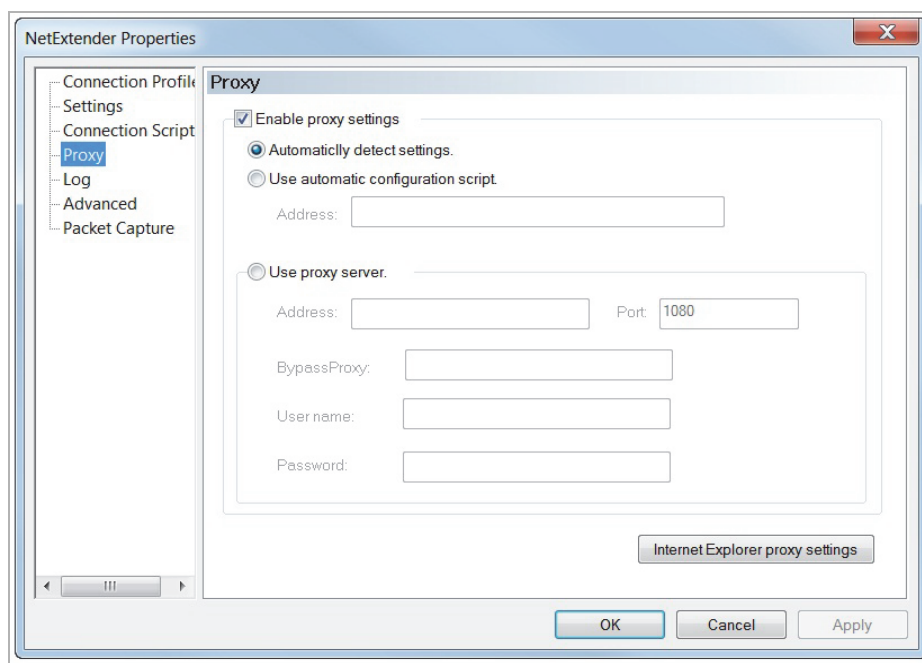 NetExtender Properties
Connection Profile
Settings
Connection Script
Proxy
Log
Advanced
Packet Capture
Proxy
Enable proxy settings
Automaticlly detect settings.
Use automatic configuration script.
Address:
Use proxy server.
Address:
Port: 1080
BypassProxy:
User name:
Password:
Internet Explorer proxy settings
OK
Cancel
Apply